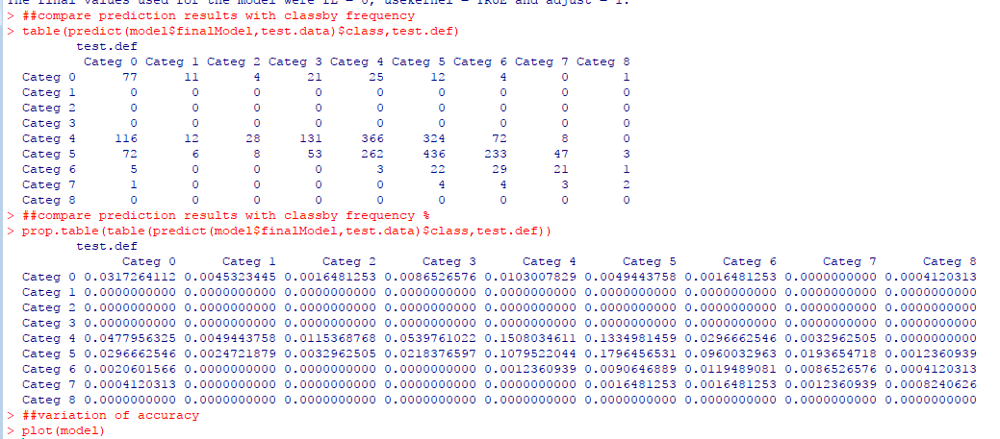 The final values used for the model were fL = 0, usekernel = TRUE and adjust = 1.
> ##compare prediction results with classby frequency
> table(predict(model$finalModel,test.data)$class,test.def)
test.def
Categ 0 Categ 1 Categ 2 Categ 3 Categ 4 Categ 5 Categ 6 Categ 7 Categ 8
Categ 0 77 11 4 21 25 12 4 0 1
Categ 1 0 0 0 0 0 0 0 0 0
Categ 2 0 0 0 0 0 0 0 0 0
Categ 3 0 0 0 0 0 0 0 0 0
Categ 4 116 12 28 131 366 324 72 8 0
Categ 5 72 6 8 53 262 436 233 47 3
Categ 6 5 0 0 0 3 22 29 21 1
Categ 7 1 0 0 0 0 4 4 3 2
Categ 8 0 0 0 0 0 0 0 0 0
> ##compare prediction results with classby frequency %
> prop.table(table(predict(model$finalModel,test.data)$class,test.def))
test.def
Categ 0 Categ 1 Categ 2 Categ 3 Categ 4 Categ 5 Categ 6 Categ 7 Categ 8
Categ 0 0.0317264112 0.0045323445 0.0016481253 0.0086526576 0.0103007829 0.0049443758 0.0016481253 0.0000000000 0.0004120313
Categ 1 0.0000000000 0.0000000000 0.0000000000 0.0000000000 0.0000000000 0.0000000000 0.0000000000 0.0000000000 0.0000000000
Categ 2 0.0000000000 0.0000000000 0.0000000000 0.0000000000 0.0000000000 0.0000000000 0.0000000000 0.0000000000 0.0000000000
Categ 3 0.0000000000 0.0000000000 0.0000000000 0.0000000000 0.0000000000 0.0000000000 0.0000000000 0.0000000000 0.0000000000
Categ 4 0.0477956325 0.0049443758 0.0115368768 0.0539761022 0.1508034611 0.1334981459 0.0296662546 0.0032962505 0.0000000000
Categ 5 0.0296662546 0.0024721879 0.0032962505 0.0218376597 0.1079522044 0.1796456531 0.0960032963 0.0193654718 0.0012360939
Categ 6 0.0020601566 0.0000000000 0.0000000000 0.0000000000 0.0012360939 0.0090646889 0.0119489081 0.0086526576 0.0004120313
Categ 7 0.0004120313 0.0000000000 0.0000000000 0.0000000000 0.0000000000 0.0016481253 0.0016481253 0.0012360939 0.0008240626
Categ 8 0.0000000000 0.0000000000 0.0000000000 0.0000000000 0.0000000000 0.0000000000 0.0000000000 0.0000000000 0.0000000000
> ##variation of accuracy
> plot(model)